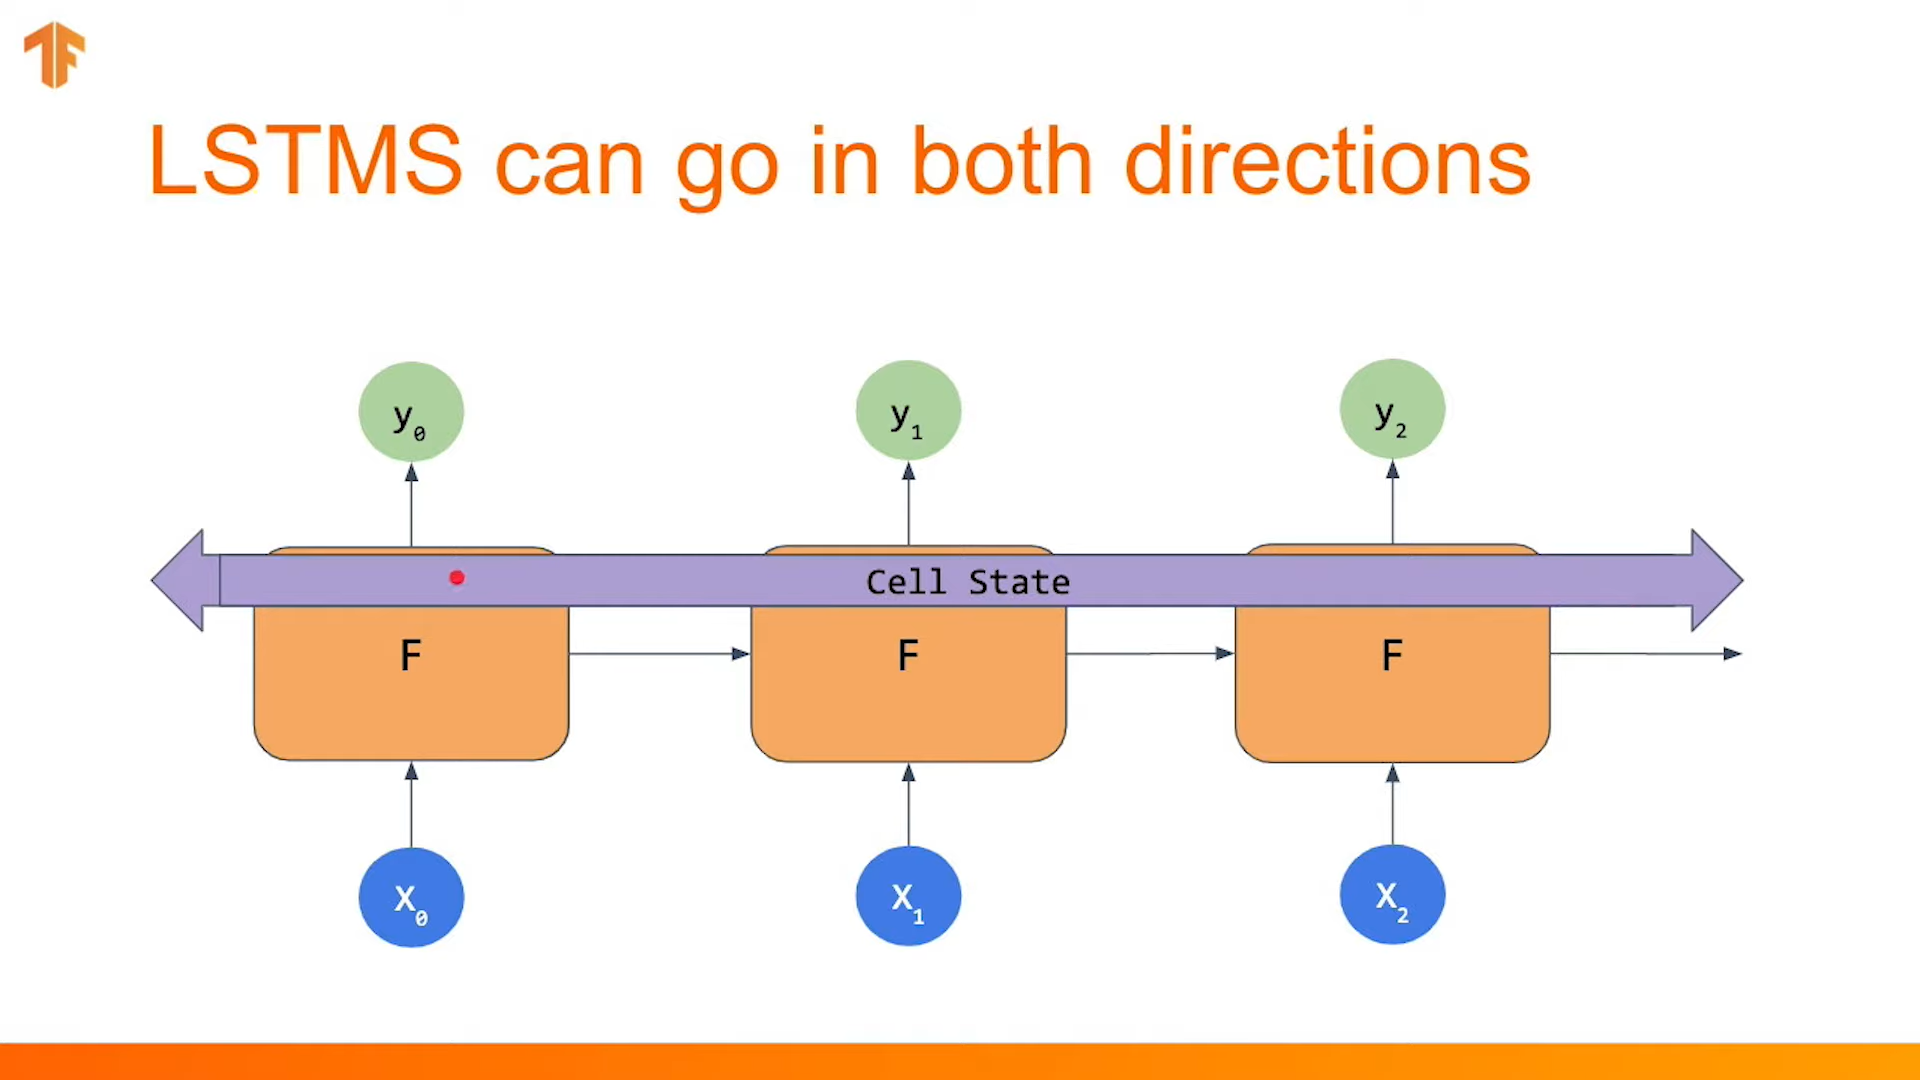 LSTMS can go in both directions
y0 y1 y2
Cell State
F F F
X0 X1 X2